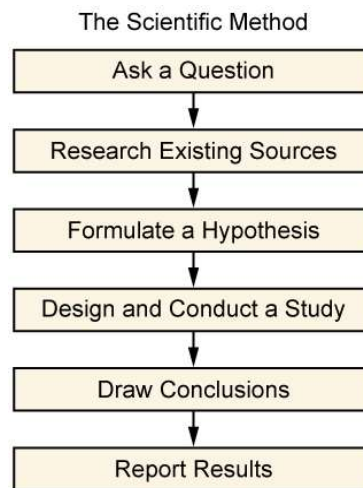 The Scientific Method
Ask a Question
Research Existing Sources
Formulate a Hypothesis
Design and Conduct a Study
Draw Conclusions
Report Results